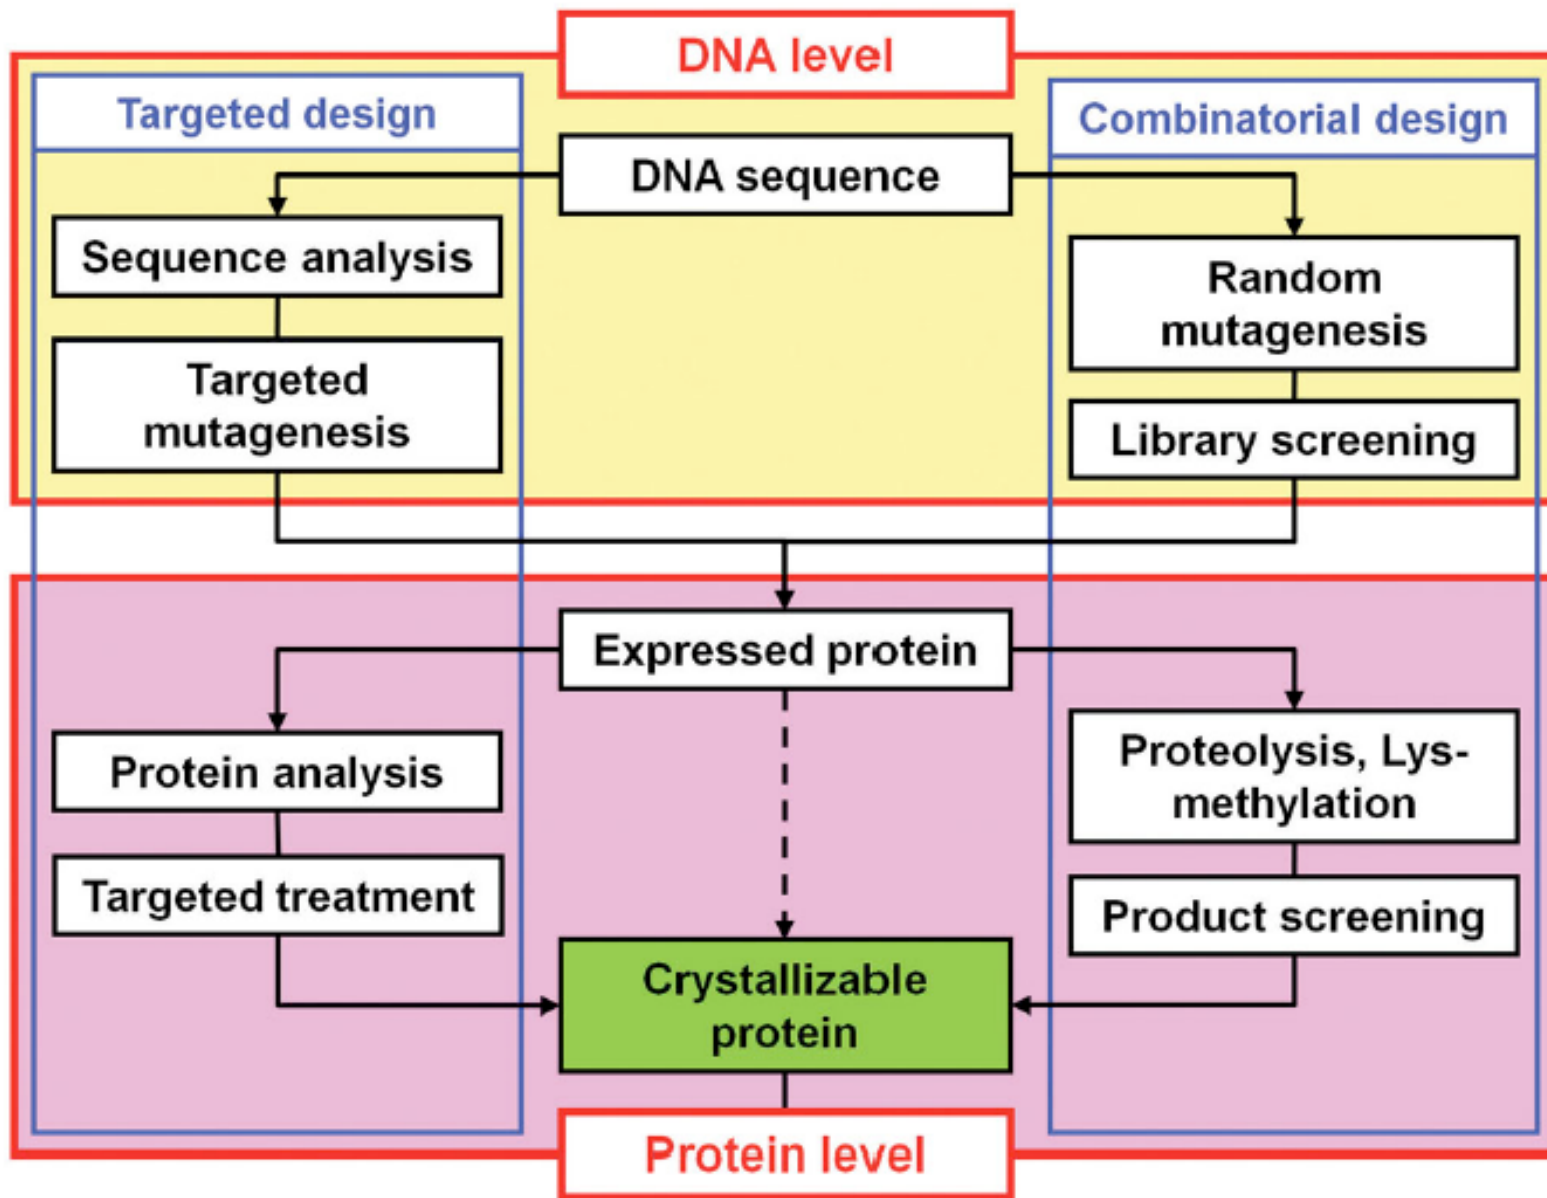 DNA level
Targeted design
Combinatorial design
DNA sequence
Sequence analysis
Random
mutagenesis
Targeted
mutagenesis
Library screening
Expressed protein
Protein analysis
Proteolysis, Lys-
methylation
Targeted treatment
Product screening
Crystallizable
protein
Protein level